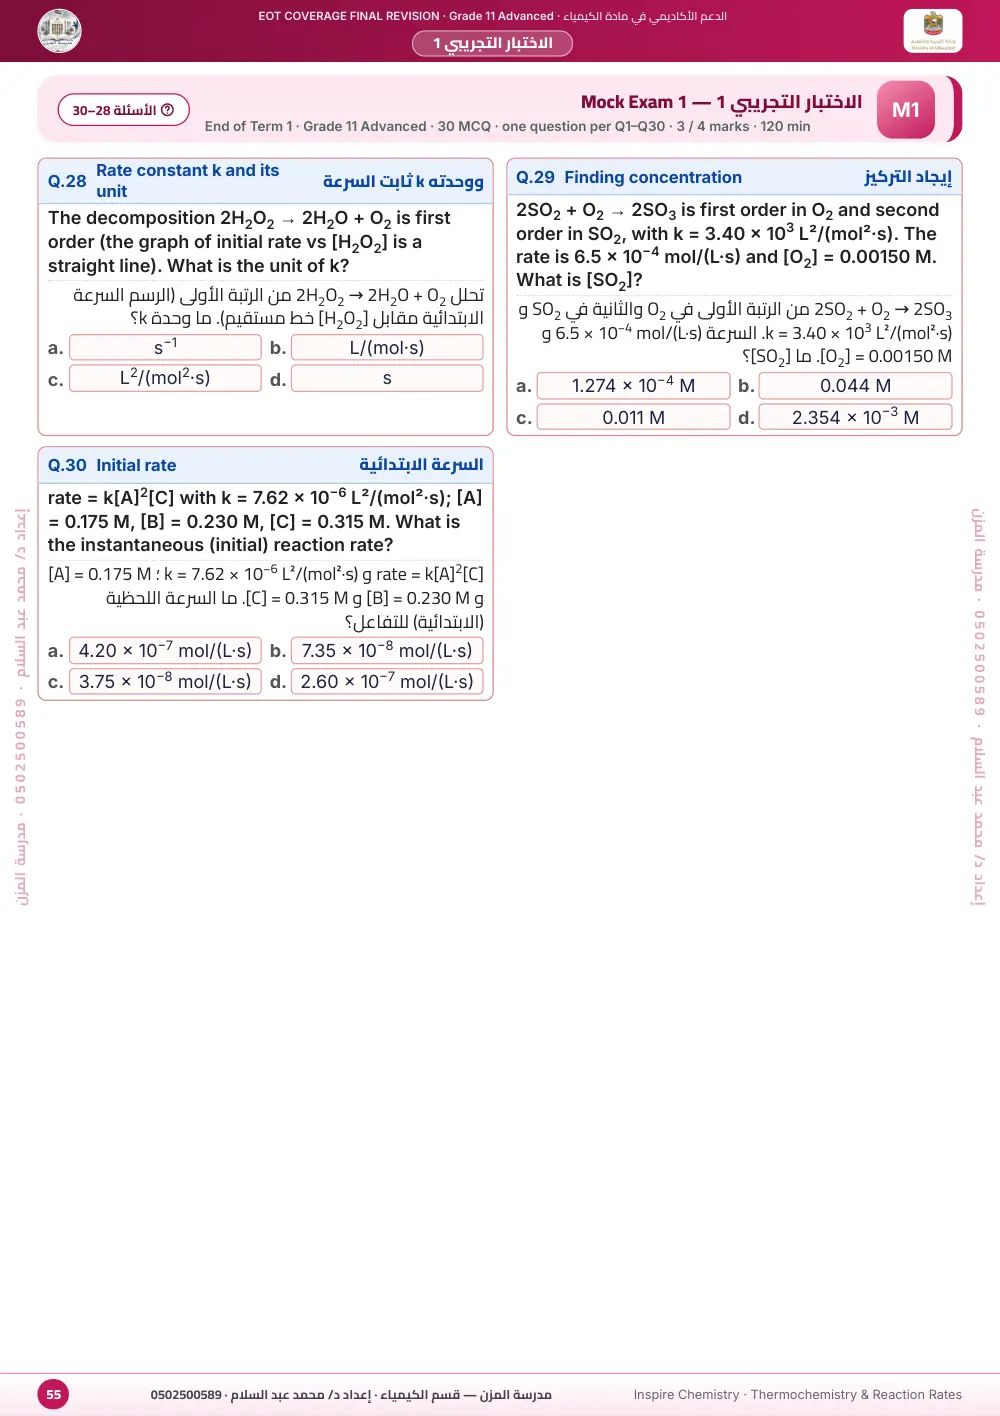 EOT COVERAGE FINAL REVISION · Grade 11 Advanced · الدعم الأكاديمي في مادة الكيمياء
الاختبار التجريبي 1
الاختبار التجريبي 1 — Mock Exam 1
M1
الأسئلة 28–30
End of Term 1 · Grade 11 Advanced · 30 MCQ · one question per Q1–Q30 · 3 / 4 marks · 120 min
Q.28 Rate constant k and its unit ثابت السرعة k ووحدته
The decomposition 2H₂O₂ → 2H₂O + O₂ is first
order (the graph of initial rate vs [H₂O₂] is a
straight line). What is the unit of k?
تحلل 2H₂O₂ → 2H₂O + O₂ من الرتبة الأولى (الرسم السرعة
الابتدائية مقابل [H₂O₂] خط مستقيم). ما وحدة k؟
a. s⁻¹ b. L/(mol·s)
c. L²/(mol²·s) d. s
Q.29 Finding concentration إيجاد التركيز
2SO₂ + O₂ → 2SO₃ is first order in O₂ and second
order in SO₂, with k = 3.40 × 10³ L²/(mol²·s). The
rate is 6.5 × 10⁻⁴ mol/(L·s) and [O₂] = 0.00150 M.
What is [SO₂]?
2SO₂ + O₂ → 2SO₃ من الرتبة الأولى في O₂ والثانية في SO₂ و
k = 3.40 × 10³ L²/(mol²·s). السرعة 6.5 × 10⁻⁴ mol/(L·s) و
[O₂] = 0.00150 M. ما [SO₂]؟
a. 1.274 × 10⁻⁴ M b. 0.044 M
c. 0.011 M d. 2.354 × 10⁻³ M
Q.30 Initial rate السرعة الابتدائية
rate = k[A]²[C] with k = 7.62 × 10⁻⁶ L²/(mol²·s); [A]
= 0.175 M, [B] = 0.230 M, [C] = 0.315 M. What is
the instantaneous (initial) reaction rate?
rate = k[A]²[C] و k = 7.62 × 10⁻⁶ L²/(mol²·s) ؛ [A] = 0.175 M
و [B] = 0.230 M و [C] = 0.315 M. ما السرعة اللحظية
(الابتدائية) للتفاعل؟
a. 4.20 × 10⁻⁷ mol/(L·s) b. 7.35 × 10⁻⁸ mol/(L·s)
c. 3.75 × 10⁻⁸ mol/(L·s) d. 2.60 × 10⁻⁷ mol/(L·s)
إعداد د/ محمد عبد السلام · 0502500589 · مدرسة المزن
إعداد د/ محمد عبد السلام · 0502500589 · مدرسة المزن
55
مدرسة المزن — قسم الكيمياء · إعداد د/ محمد عبد السلام · 0502500589
Inspire Chemistry · Thermochemistry & Reaction Rates